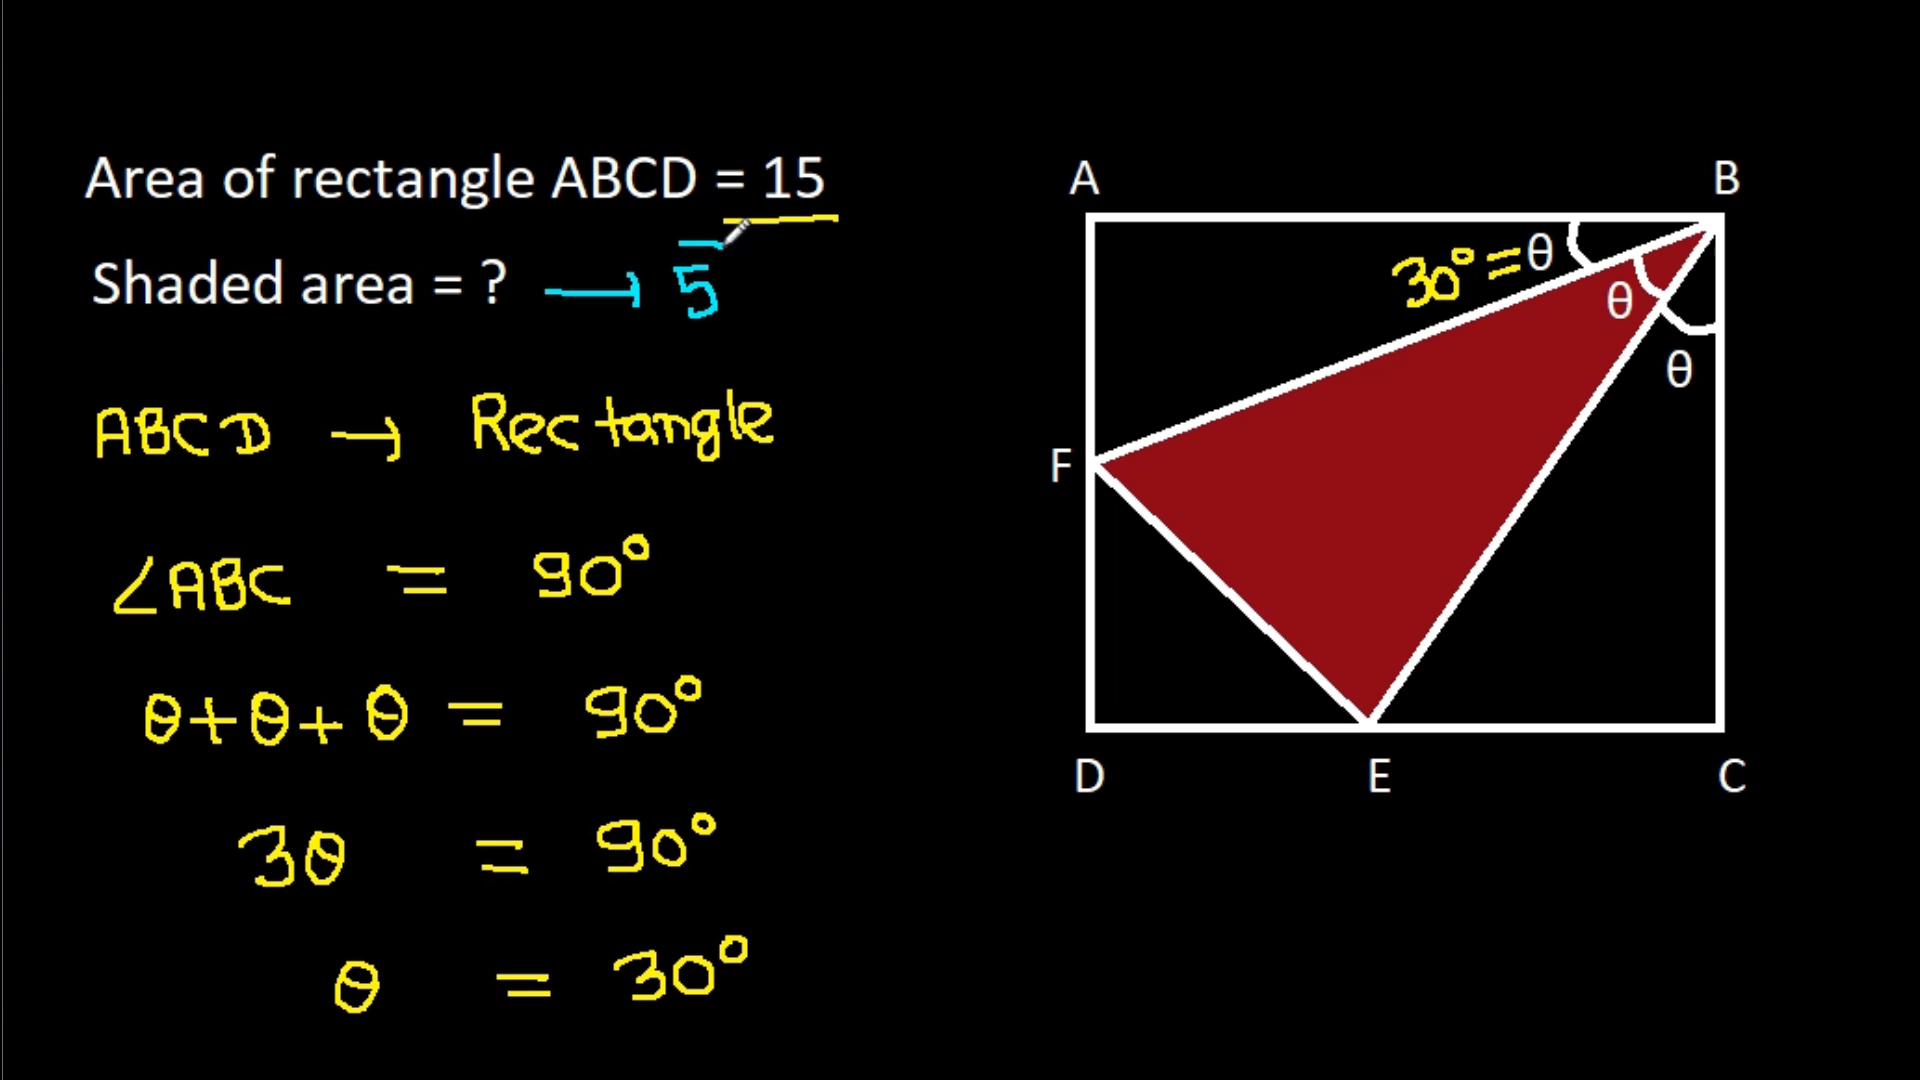 Area of rectangle ABCD = 15
Shaded area = ? → 5
ABCD → Rectangle
∠ABC = 90°
θ+θ+θ = 90°
3θ = 90°
θ = 30°
A B
30°=θ
θ
θ
F
D E C